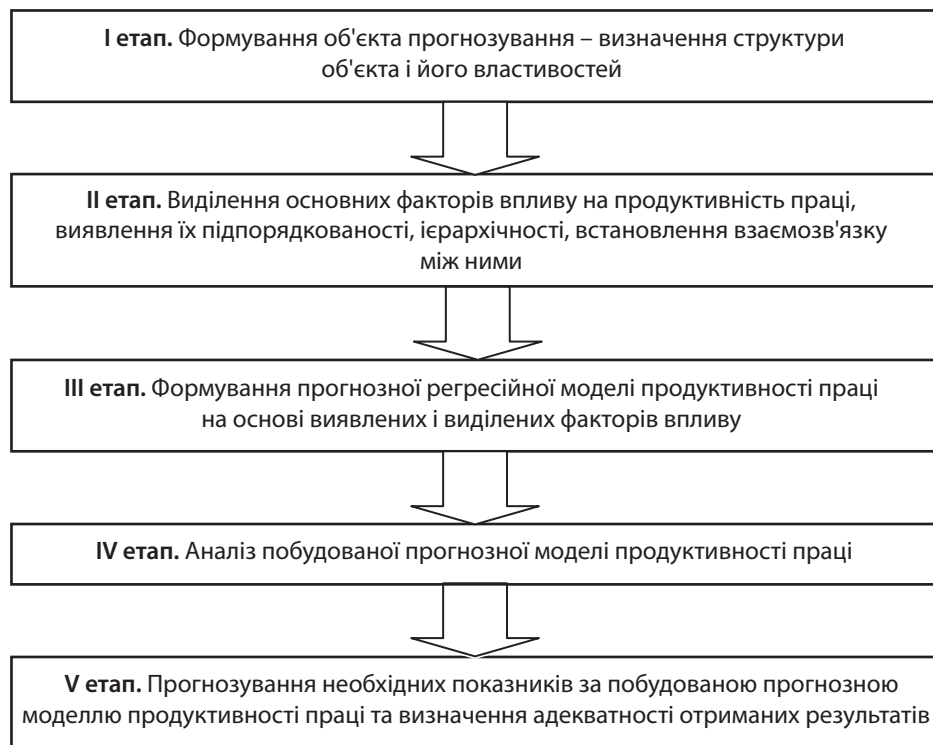 I етап. Формування об'єкта прогнозування – визначення структури
об'єкта і його властивостей
II етап. Виділення основних факторів впливу на продуктивність праці,
виявлення їх підпорядкованості, ієрархічності, встановлення взаємозв'язку
між ними
III етап. Формування прогнозної регресійної моделі продуктивності праці
на основі виявлених і виділених факторів впливу
IV етап. Аналіз побудованої прогнозної моделі продуктивності праці
V етап. Прогнозування необхідних показників за побудованою прогнозною
моделлю продуктивності праці та визначення адекватності отриманих результатів